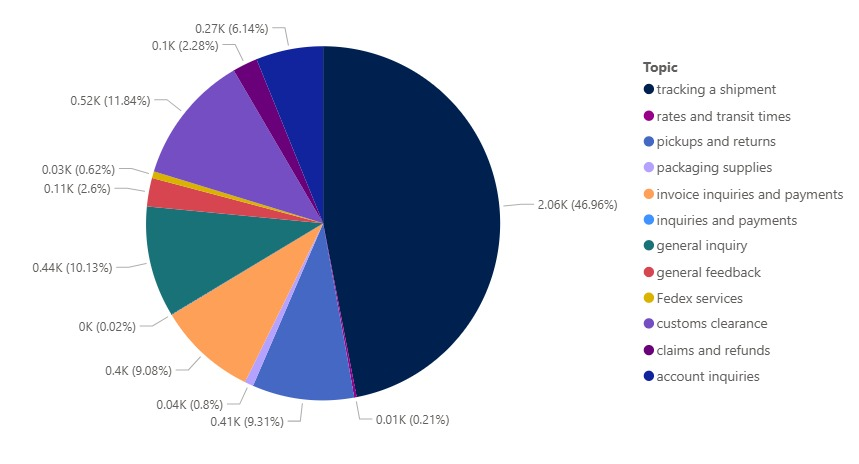 0.27K (6.14%)
0.1K (2.28%)
0.52K (11.84%)
0.03K (0.62%)
0.11K (2.6%)
0.44K (10.13%)
0K (0.02%)
0.4K (9.08%)
0.04K (0.8%)
0.41K (9.31%)
0.01K (0.21%)
2.06K (46.96%)
Topic
tracking a shipment
rates and transit times
pickups and returns
packaging supplies
invoice inquiries and payments
inquiries and payments
general inquiry
general feedback
Fedex services
customs clearance
claims and refunds
account inquiries